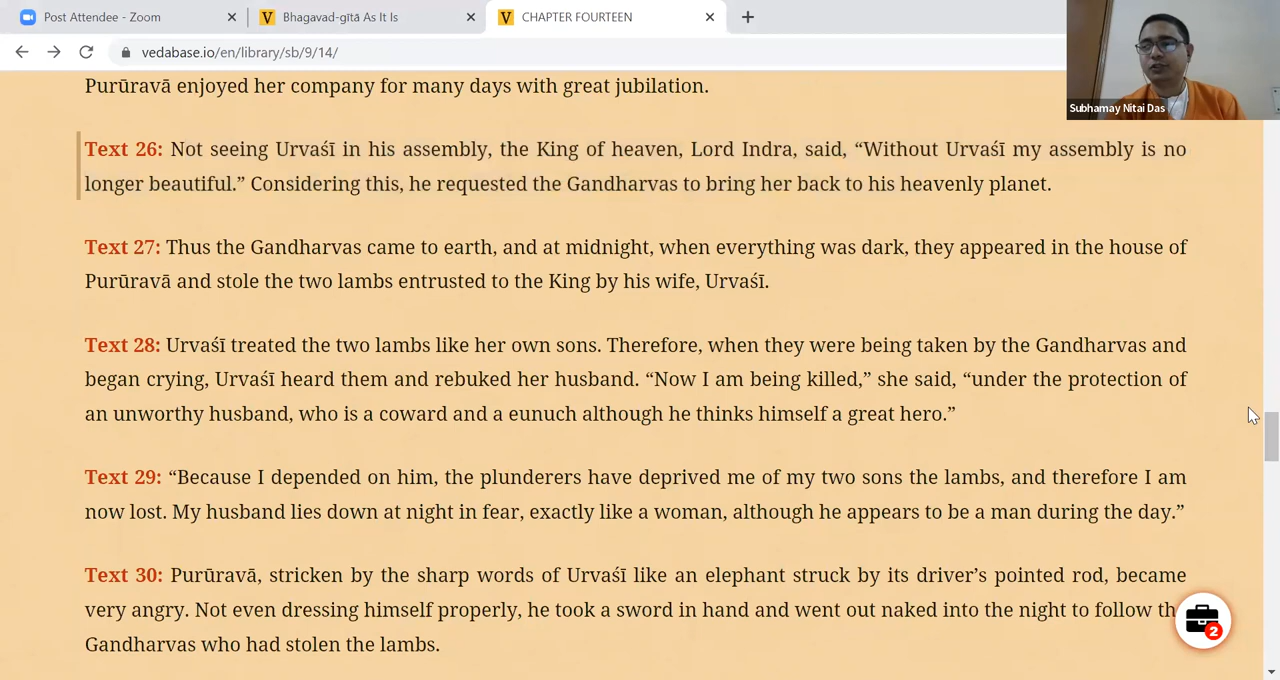 Post Attendee - Zoom
Bhagavad-gītā As It Is
CHAPTER FOURTEEN
vedabase.io/en/library/sb/9/14/
Subhamay Nitai Das
Purūravā enjoyed her company for many days with great jubilation.
Text 26: Not seeing Urvaśī in his assembly, the King of heaven, Lord Indra, said, “Without Urvaśī my assembly is no
longer beautiful.” Considering this, he requested the Gandharvas to bring her back to his heavenly planet.
Text 27: Thus the Gandharvas came to earth, and at midnight, when everything was dark, they appeared in the house of
Purūravā and stole the two lambs entrusted to the King by his wife, Urvaśī.
Text 28: Urvaśī treated the two lambs like her own sons. Therefore, when they were being taken by the Gandharvas and
began crying, Urvaśī heard them and rebuked her husband. “Now I am being killed,” she said, “under the protection of
an unworthy husband, who is a coward and a eunuch although he thinks himself a great hero.”
Text 29: “Because I depended on him, the plunderers have deprived me of my two sons the lambs, and therefore I am
now lost. My husband lies down at night in fear, exactly like a woman, although he appears to be a man during the day.”
Text 30: Purūravā, stricken by the sharp words of Urvaśī like an elephant struck by its driver’s pointed rod, became
very angry. Not even dressing himself properly, he took a sword in hand and went out naked into the night to follow th
Gandharvas who had stolen the lambs.
2